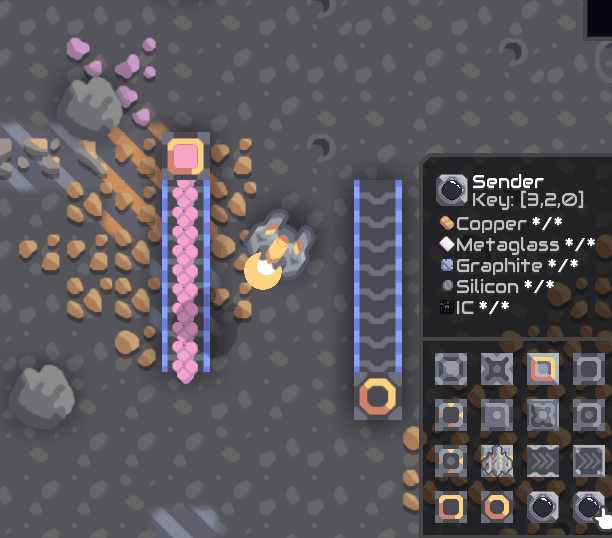 Sender
Key: [3,2,0]
Copper */*
Metaglass */*
Graphite */*
Silicon */*
IC */*